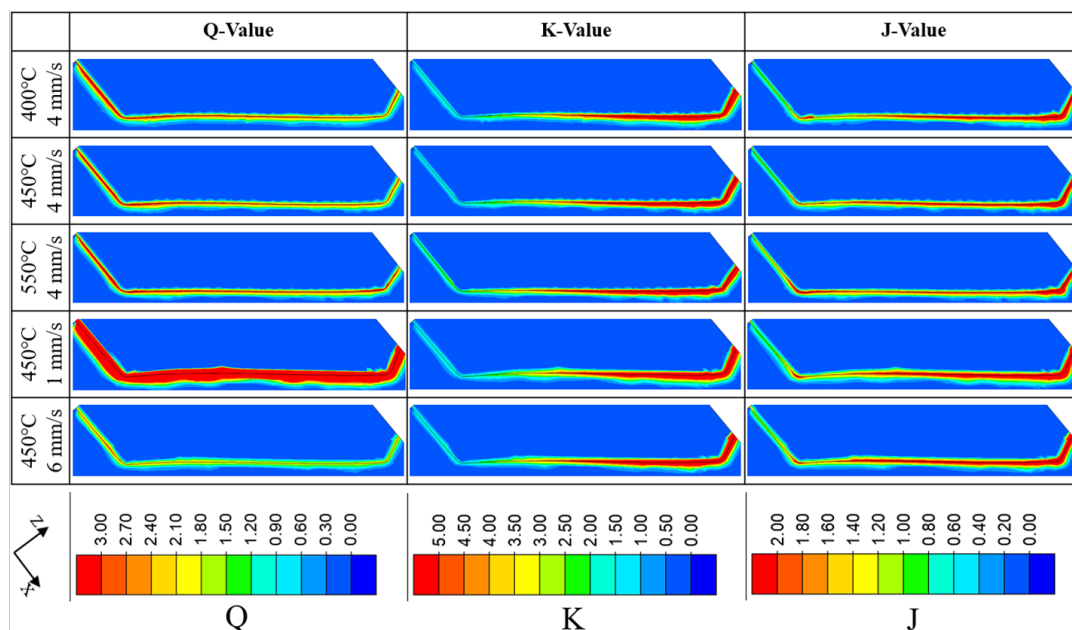 Q-Value K-Value J-Value
400°C
4 mm/s
450°C
4 mm/s
550°C
4 mm/s
450°C
1 mm/s
450°C
6 mm/s
Z
X
3.00 2.70 2.40 2.10 1.80 1.50 1.20 0.90 0.60 0.30 0.00
5.00 4.50 4.00 3.50 3.00 2.50 2.00 1.50 1.00 0.50 0.00
2.00 1.80 1.60 1.40 1.20 1.00 0.80 0.60 0.40 0.20 0.00
Q K J